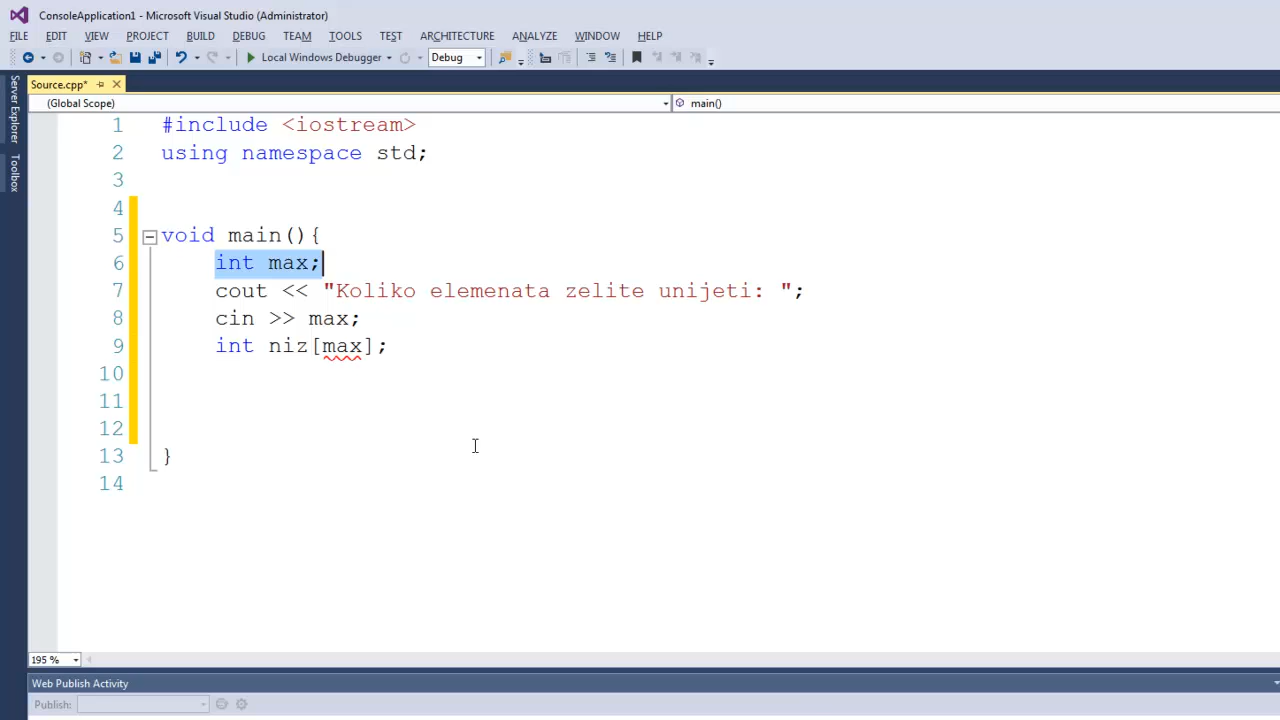 ConsoleApplication1 - Microsoft Visual Studio (Administrator)
FILE EDIT VIEW PROJECT BUILD DEBUG TEAM TOOLS TEST ARCHITECTURE ANALYZE WINDOW HELP
Local Windows Debugger Debug
Server Explorer
Toolbox
Source.cpp*
(Global Scope) main()
1 #include <iostream>
2 using namespace std;
3
4
5 void main(){
6 int max;
7 cout << "Koliko elemenata zelite unijeti: ";
8 cin >> max;
9 int niz[max];
10
11
12
13 }
14
195 %
Web Publish Activity
Publish: